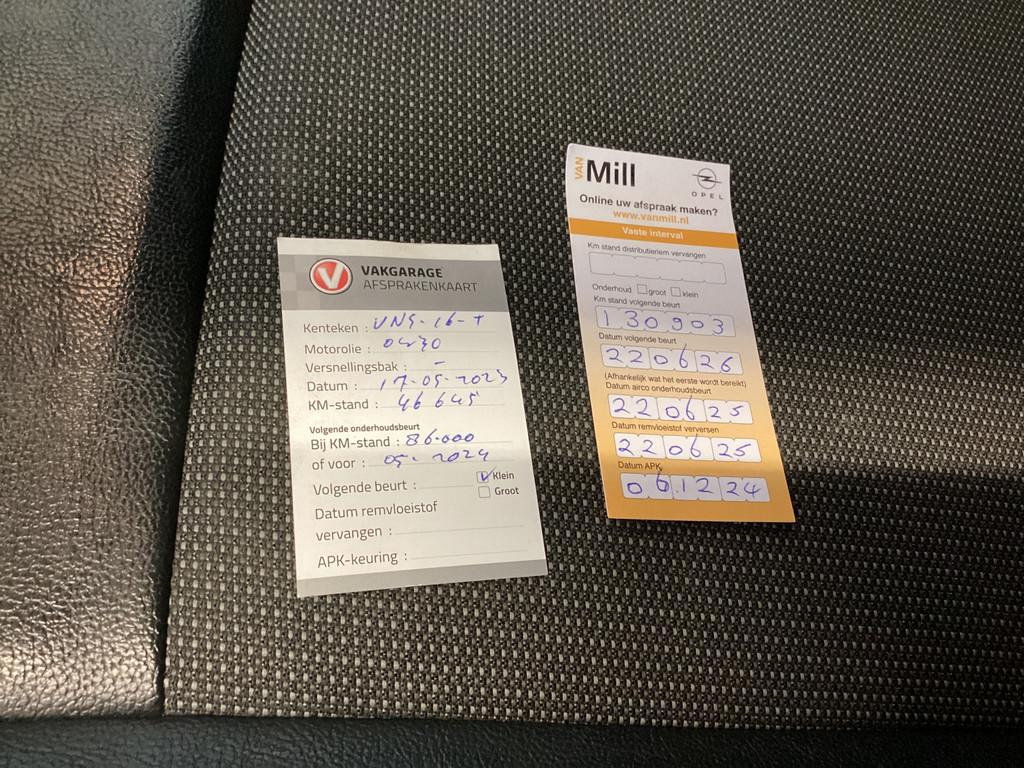 V
VAKGARAGE
AFSPRAKENKAART
Kenteken : VNS-16-T
Motorolie : 0W30
Versnellingsbak : -
Datum : 17-05-2023
KM-stand : 46645
Volgende onderhoudsbeurt
Bij KM-stand : 86.000
of voor : 05-2024
Volgende beurt : Klein
Groot
Datum remvloeistof
vervangen :
APK-keuring :
VAN Mill
OPEL
Online uw afspraak maken?
www.vanmill.nl
Vaste interval
Km stand distributieriem vervangen
Onderhoud groot klein
Km stand volgende beurt
130903
Datum volgende beurt
220626
(Afhankelijk wat het eerste wordt bereikt)
Datum airco onderhoudsbeurt
220625
Datum remvloeistof verversen
220625
Datum APK
061224